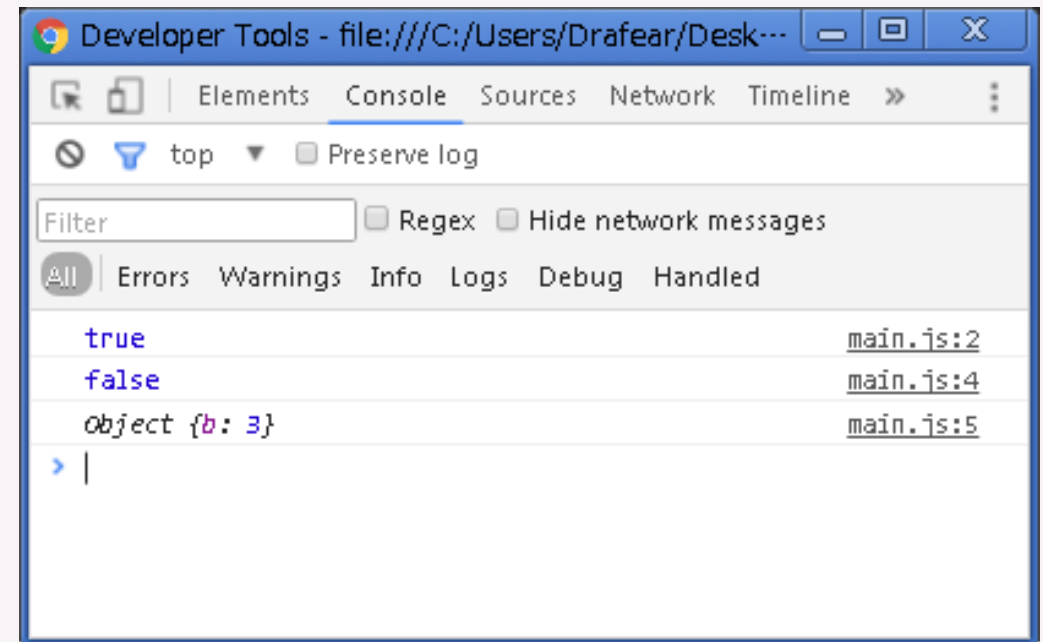 Developer Tools - file:///C:/Users/Drafear/Desk...
Elements Console Sources Network Timeline »
top ▼ Preserve log
Filter Regex Hide network messages
All Errors Warnings Info Logs Debug Handled
true main.js:2
false main.js:4
Object {b: 3} main.js:5
>